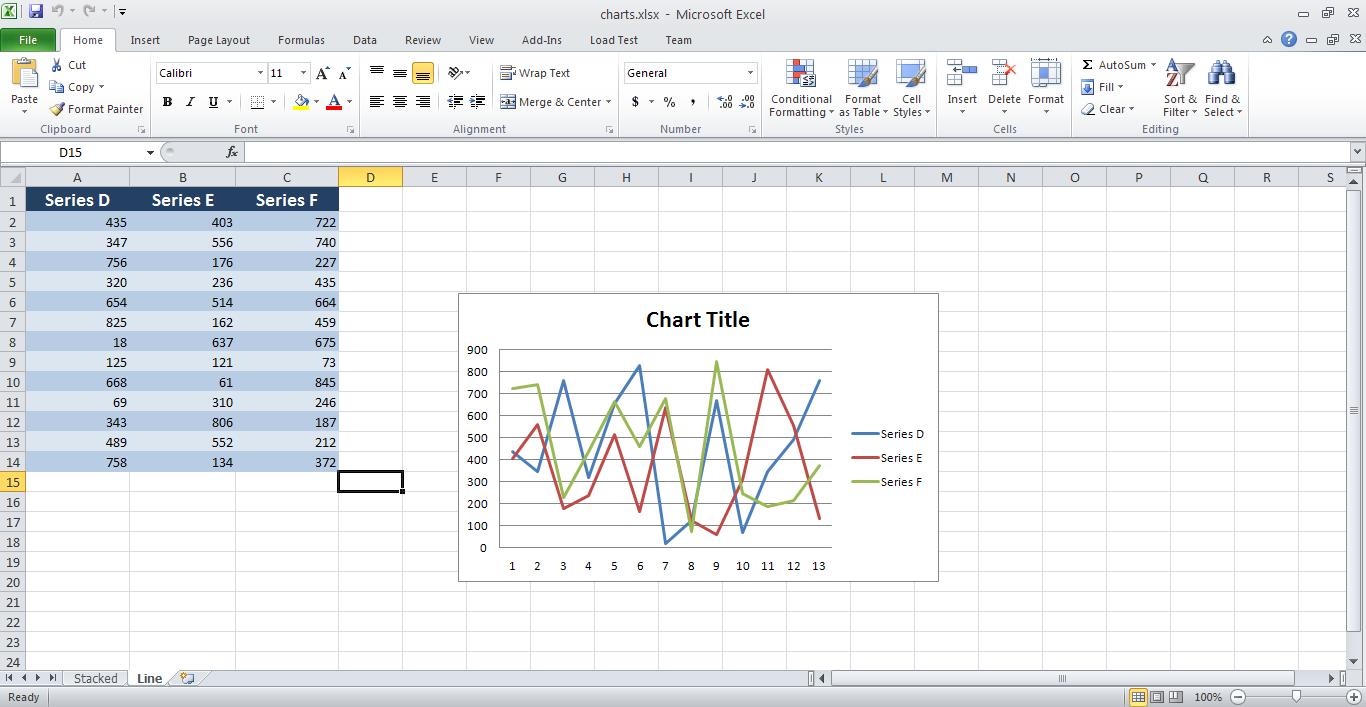 charts.xlsx - Microsoft Excel
File Home Insert Page Layout Formulas Data Review View Add-Ins Load Test Team
Paste
Cut
Copy
Format Painter
Clipboard
Calibri 11
B I U
Font
Wrap Text
Merge & Center
Alignment
General
$ % ,
Number
Conditional Formatting
Format as Table
Cell Styles
Styles
Insert Delete Format
Cells
AutoSum
Fill
Clear
Sort & Filter
Find & Select
Editing
D15 fx
A B C D E F G H I J K L M N O P Q R S
1 Series D Series E Series F
2 435 403 722
3 347 556 740
4 756 176 227
5 320 236 435
6 654 514 664
7 825 162 459
8 18 637 675
9 125 121 73
10 668 61 845
11 69 310 246
12 343 806 187
13 489 552 212
14 758 134 372
15
16
17
18
19
20
21
22
23
24
Chart Title
900
800
700
600
500
400
300
200
100
0
1 2 3 4 5 6 7 8 9 10 11 12 13
Series D
Series E
Series F
Stacked Line
Ready 100%